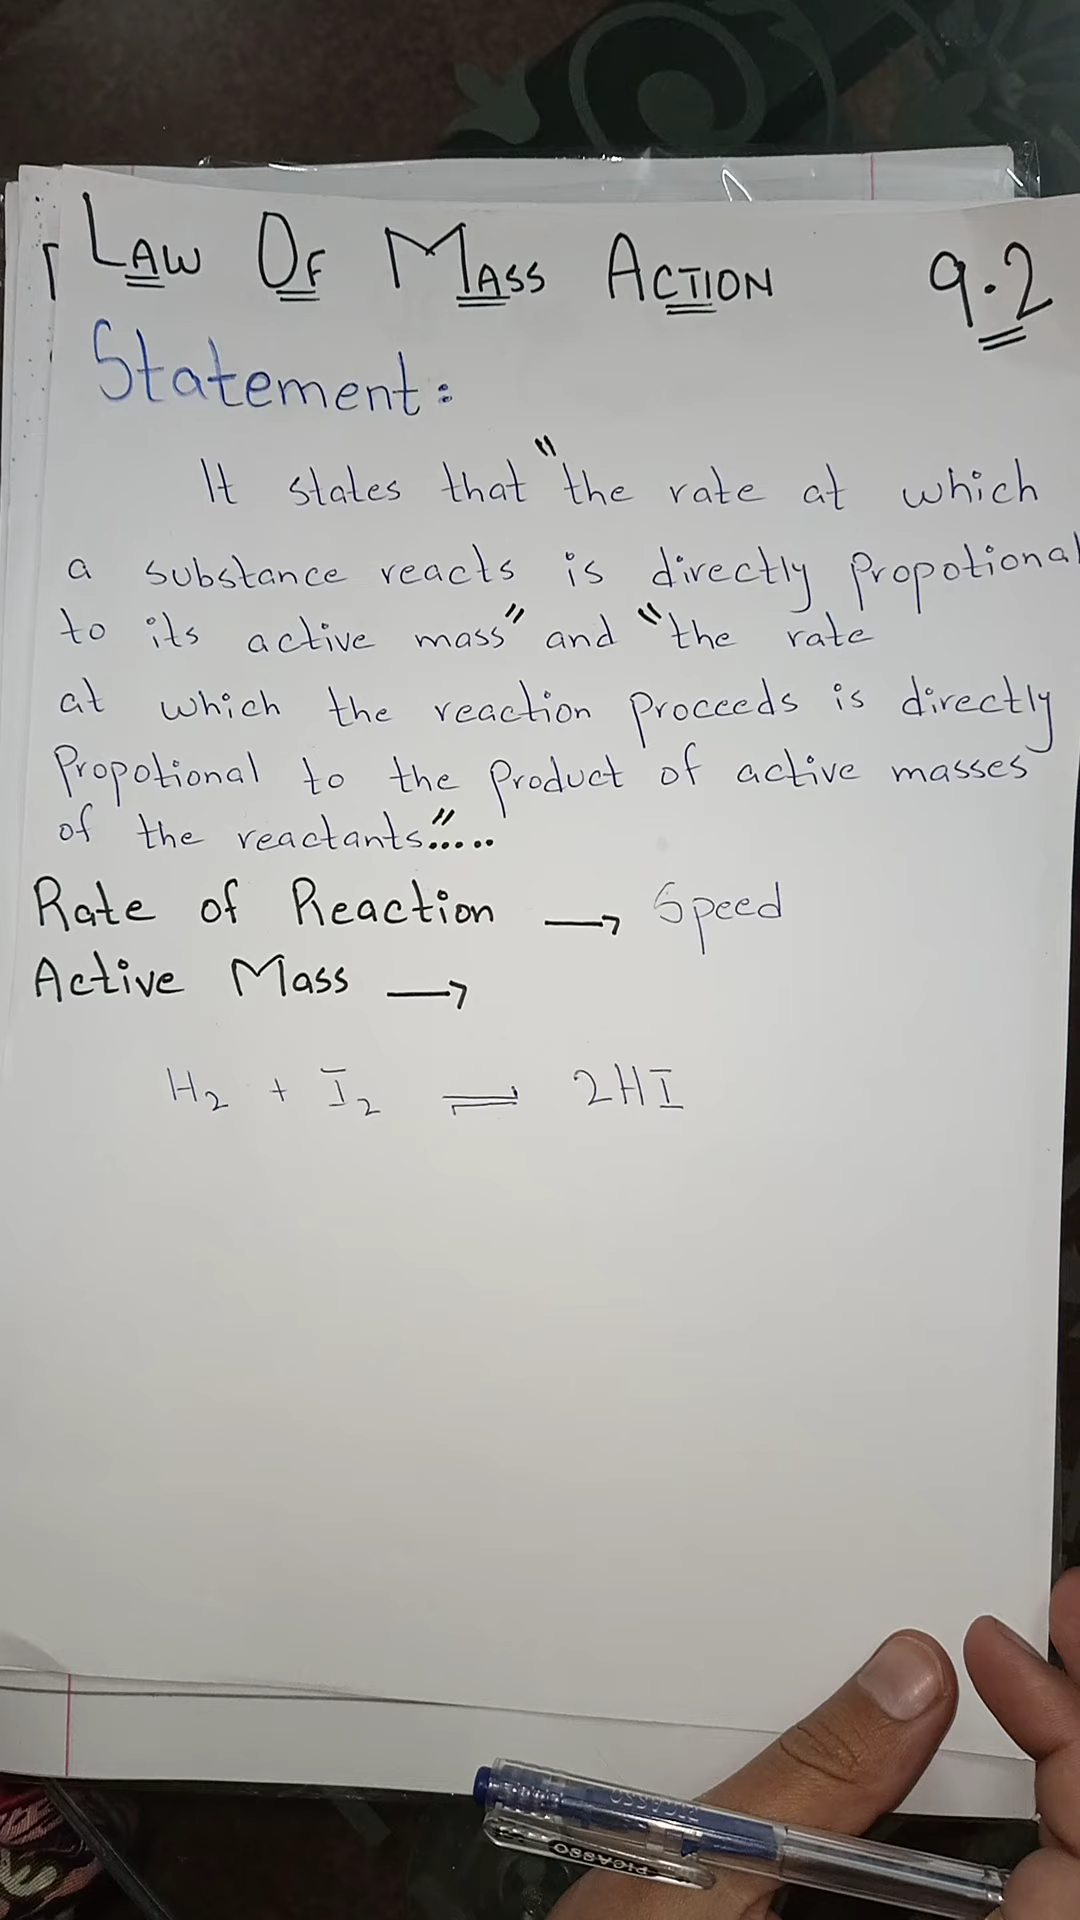 LAW OF MASS ACTION 9.2
Statement:
It states that "the rate at which
a substance reacts is directly propotional
to its active mass" and "the rate
at which the reaction proceeds is directly
propotional to the product of active masses
of the reactants".....
Rate of Reaction → Speed
Active Mass →
H₂ + I₂ ⇌ 2HI
PICASSO
PICASSO